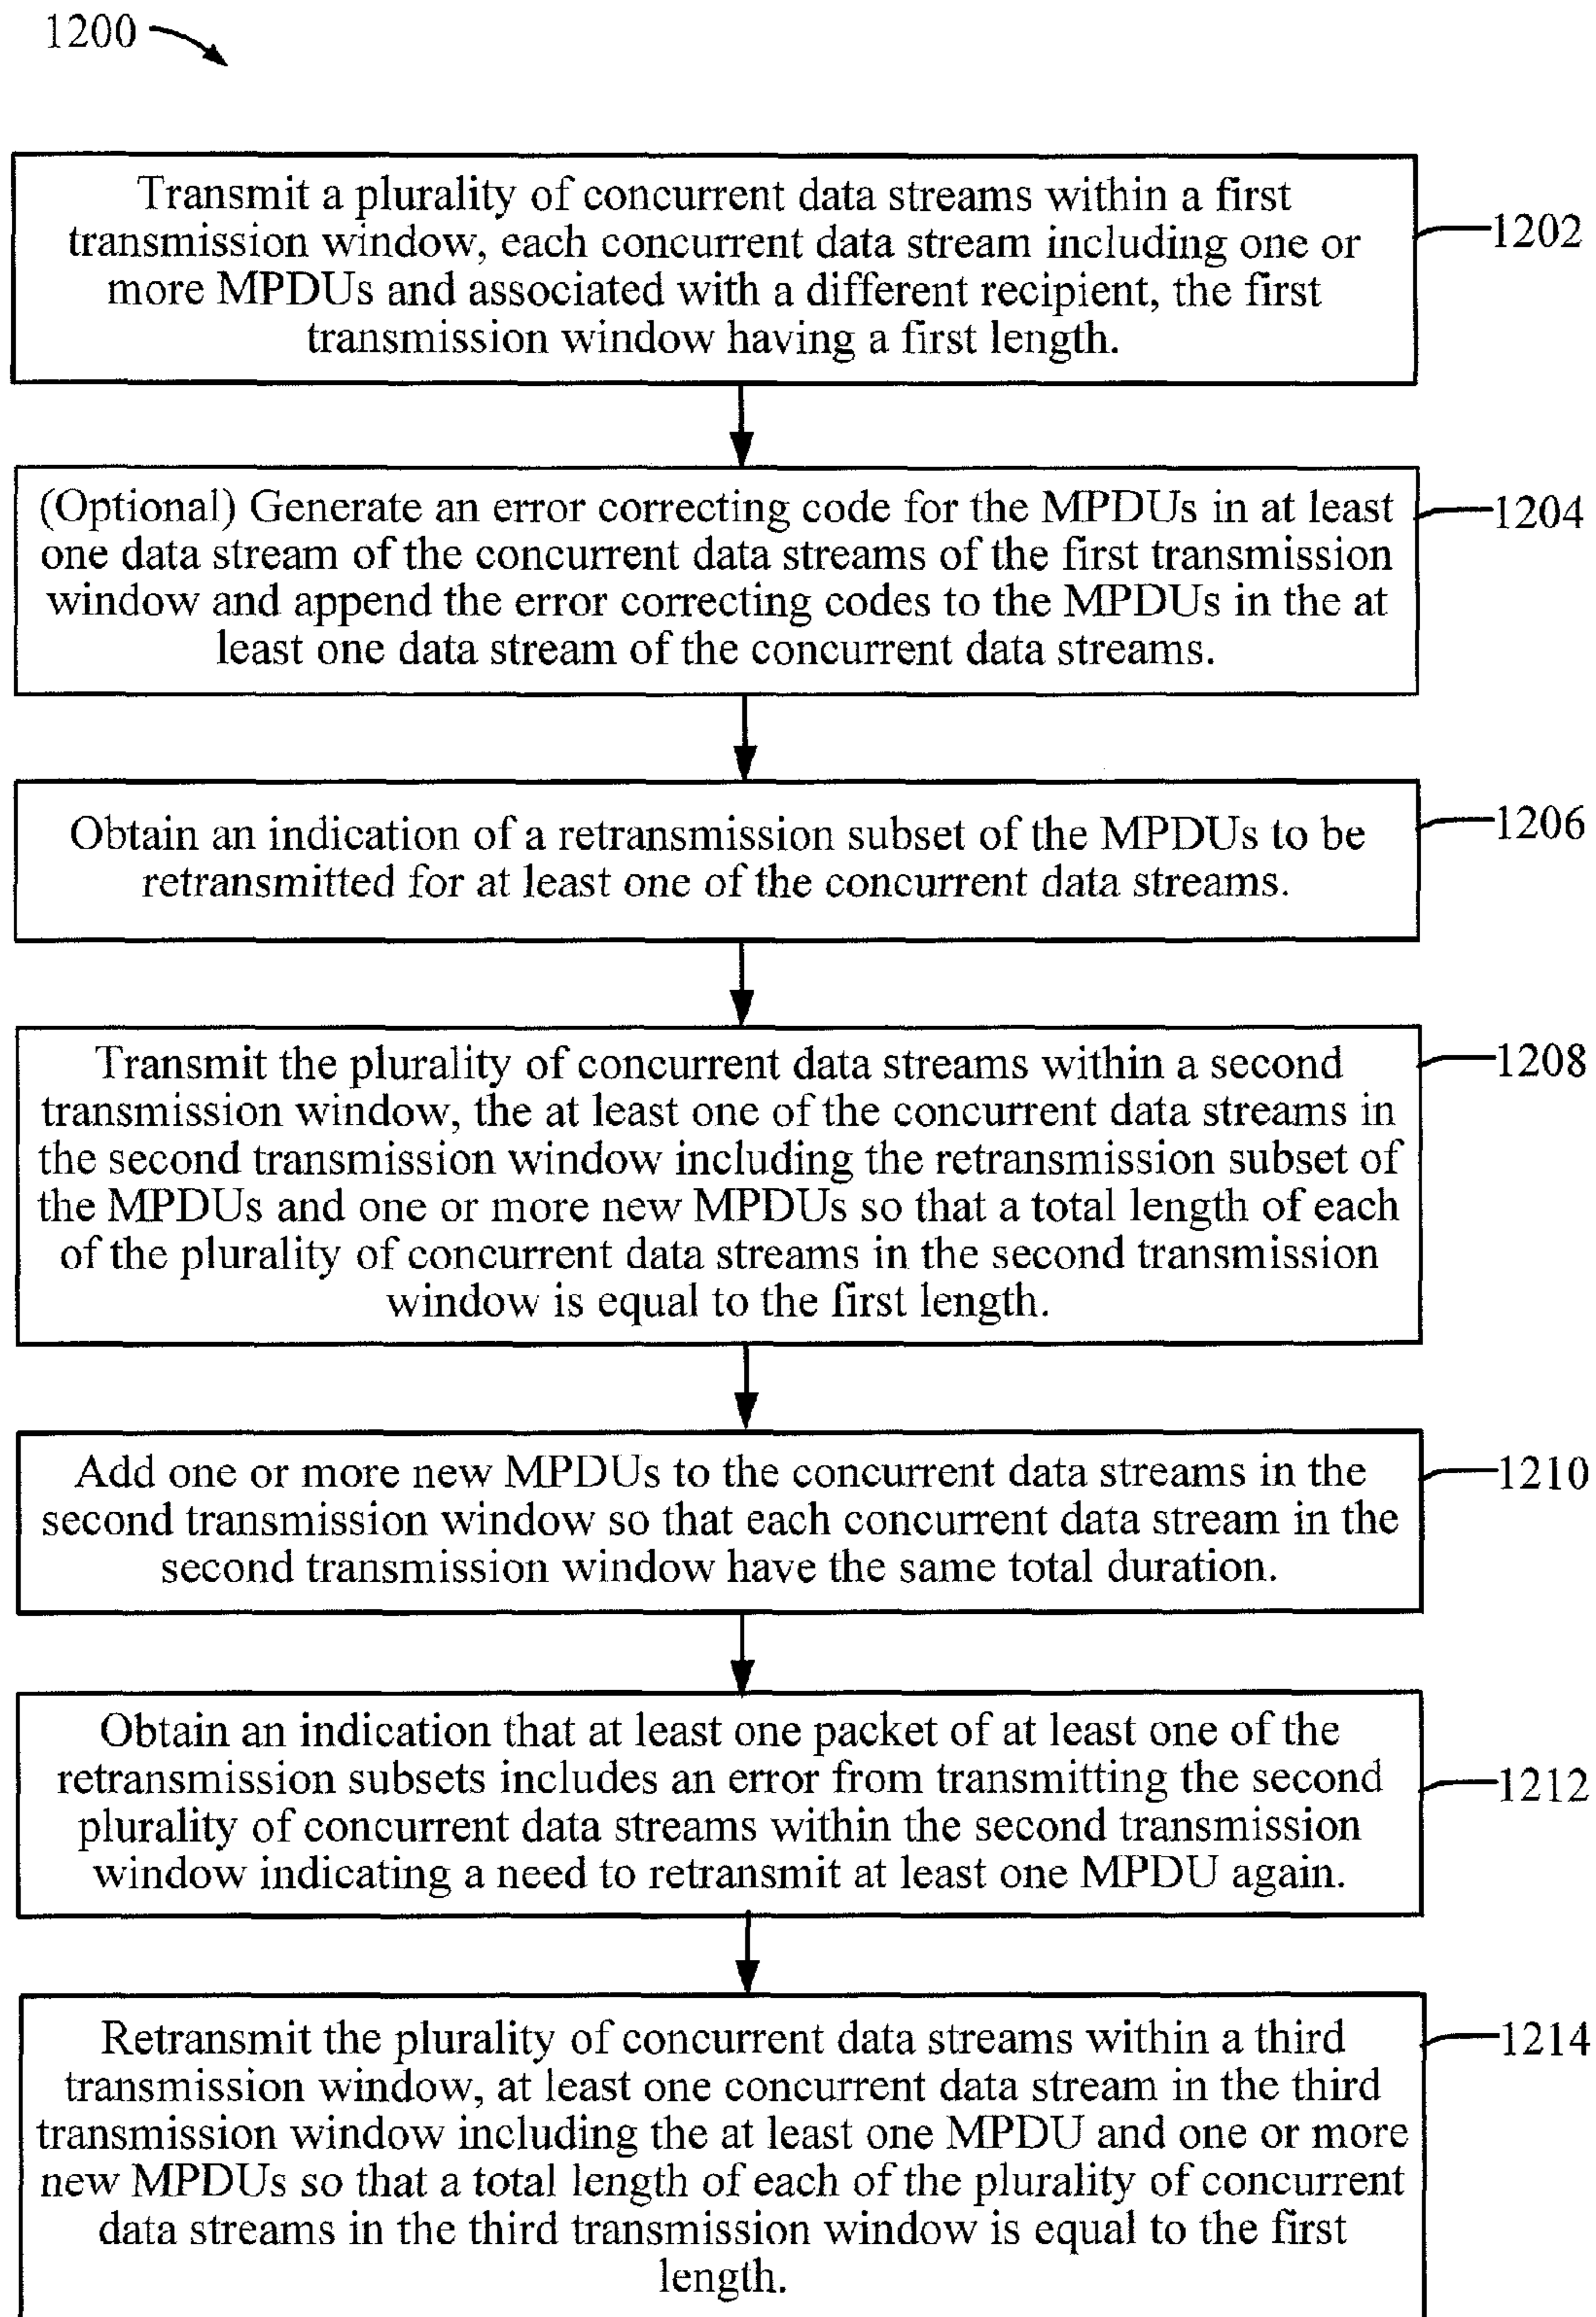 1200
Transmit a plurality of concurrent data streams within a first
transmission window, each concurrent data stream including one or
more MPDUs and associated with a different recipient, the first
transmission window having a first length.
1202
(Optional) Generate an error correcting code for the MPDUs in at least
one data stream of the concurrent data streams of the first transmission
window and append the error correcting codes to the MPDUs in the at
least one data stream of the concurrent data streams.
1204
Obtain an indication of a retransmission subset of the MPDUs to be
retransmitted for at least one of the concurrent data streams.
1206
Transmit the plurality of concurrent data streams within a second
transmission window, the at least one of the concurrent data streams in
the second transmission window including the retransmission subset of
the MPDUs and one or more new MPDUs so that a total length of each
of the plurality of concurrent data streams in the second transmission
window is equal to the first length.
1208
Add one or more new MPDUs to the concurrent data streams in the
second transmission window so that each concurrent data stream in the
second transmission window have the same total duration.
1210
Obtain an indication that at least one packet of at least one of the
retransmission subsets includes an error from transmitting the second
plurality of concurrent data streams within the second transmission
window indicating a need to retransmit at least one MPDU again.
1212
Retransmit the plurality of concurrent data streams within a third
transmission window, at least one concurrent data stream in the third
transmission window including the at least one MPDU and one or more
new MPDUs so that a total length of each of the plurality of concurrent
data streams in the third transmission window is equal to the first
length.
1214